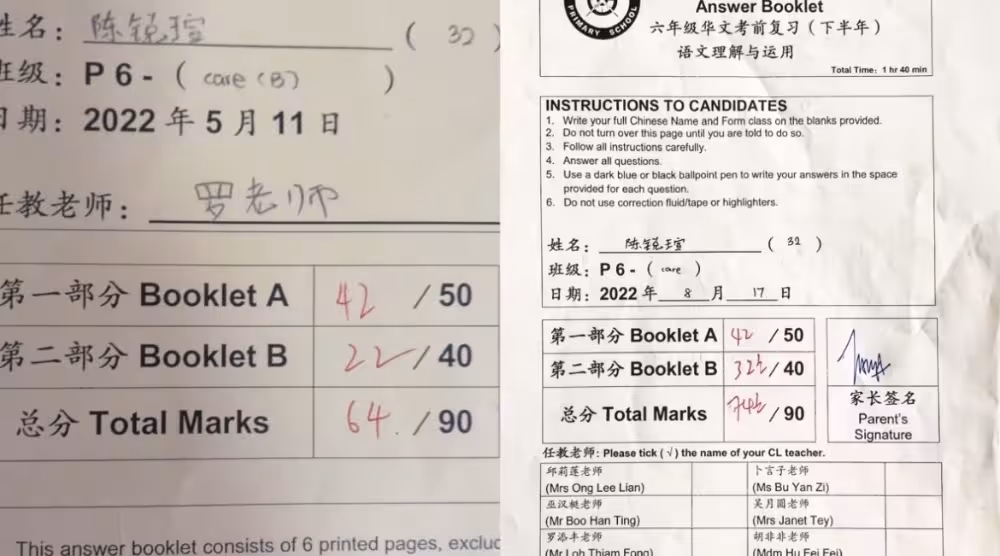 姓名: 陈锐瑄 ( 32 )
班级: P 6 - ( care (B) )
日期: 2022 年 5 月 11 日
任教老师: 罗老师
第一部分 Booklet A 42 / 50
第二部分 Booklet B 22 / 40
总分 Total Marks 64. / 90
This answer booklet consists of 6 printed pages,
PRIMARY SCHOOL
Answer Booklet
六年级华文考前复习（下半年）
语文理解与运用
Total Time: 1 hr 40 min
INSTRUCTIONS TO CANDIDATES
1. Write your full Chinese Name and Form class on the blanks provided.
2. Do not turn over this page until you are told to do so.
3. Follow all instructions carefully.
4. Answer all questions.
5. Use a dark blue or black ballpoint pen to write your answers in the space
provided for each question.
6. Do not use correction fluid/tape or highlighters.
姓名: 陈锐瑄 ( 32 )
班级: P 6 - ( care )
日期: 2022 年 8 月 17 日
第一部分 Booklet A 42 / 50
第二部分 Booklet B 32½ / 40
总分 Total Marks 74½ / 90
家长签名
Parent's
Signature
任教老师: Please tick (√) the name of your CL teacher.
邱莉莲老师
(Mrs Ong Lee Lian)
卜言子老师
(Ms Bu Yan Zi)
巫汉梃老师
(Mr Boo Han Ting)
吴月圆老师
(Mrs Janet Tey)
罗添丰老师
(Mr Loh Thiam Fong)
胡非非老师
(Mdm Hu Fei Fei)